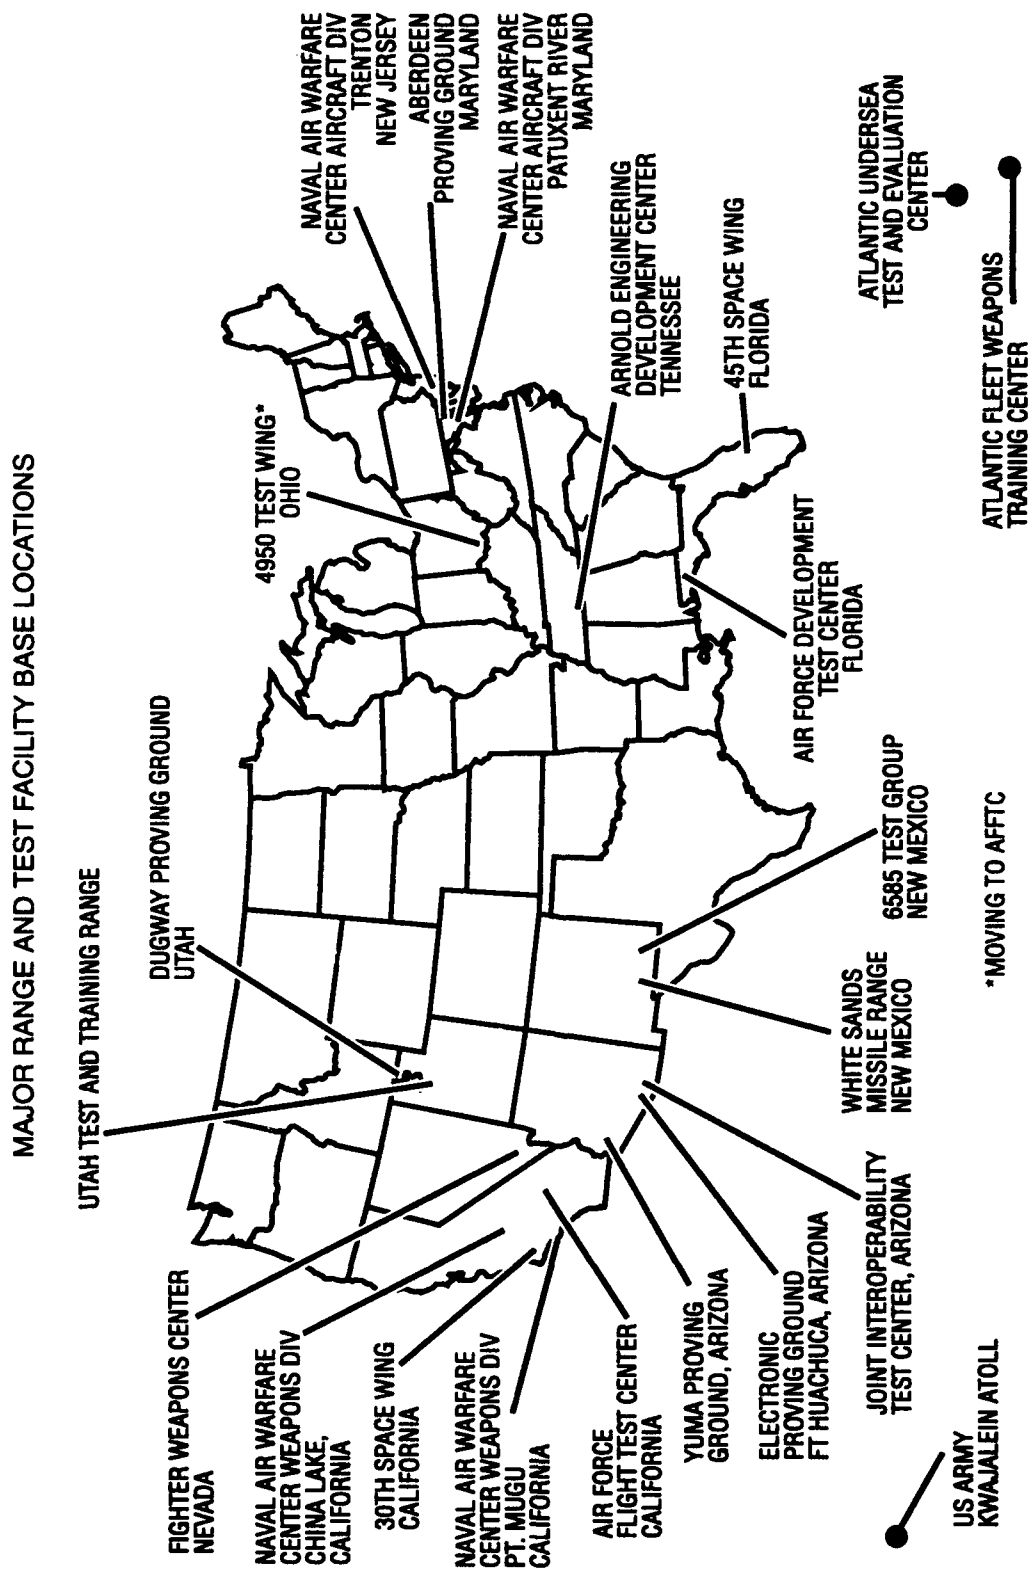 MAJOR RANGE AND TEST FACILITY BASE LOCATIONS
UTAH TEST AND TRAINING RANGE
DUGWAY PROVING GROUND
UTAH
4950 TEST WING*
OHIO
NAVAL AIR WARFARE
CENTER AIRCRAFT DIV
TRENTON
NEW JERSEY
ABERDEEN
PROVING GROUND
MARYLAND
NAVAL AIR WARFARE
CENTER AIRCRAFT DIV
PATUXENT RIVER
MARYLAND
ARNOLD ENGINEERING
DEVELOPMENT CENTER
TENNESSEE
45TH SPACE WING
FLORIDA
ATLANTIC UNDERSEA
TEST AND EVALUATION
CENTER
ATLANTIC FLEET WEAPONS
TRAINING CENTER
AIR FORCE DEVELOPMENT
TEST CENTER
FLORIDA
6585 TEST GROUP
NEW MEXICO
WHITE SANDS
MISSILE RANGE
NEW MEXICO
*MOVING TO AFFTC
FIGHTER WEAPONS CENTER
NEVADA
NAVAL AIR WARFARE
CENTER WEAPONS DIV
CHINA LAKE,
CALIFORNIA
30TH SPACE WING
CALIFORNIA
NAVAL AIR WARFARE
CENTER WEAPONS DIV
PT. MUGU
CALIFORNIA
AIR FORCE
FLIGHT TEST CENTER
CALIFORNIA
YUMA PROVING
GROUND, ARIZONA
ELECTRONIC
PROVING GROUND
FT HUACHUCA, ARIZONA
JOINT INTEROPERABILITY
TEST CENTER, ARIZONA
US ARMY
KWAJALEIN ATOLL